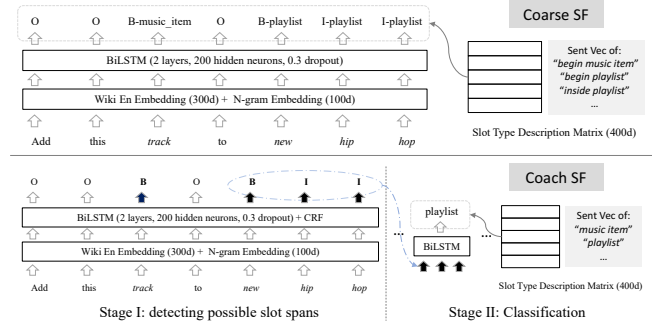 Coarse SF
O O B-music_item O B-playlist I-playlist I-playlist
BiLSTM (2 layers, 200 hidden neurons, 0.3 dropout)
Wiki En Embedding (300d) + N-gram Embedding (100d)
Add this track to new hip hop
Sent Vec of:
"begin music item"
"begin playlist"
"inside playlist"
...
Slot Type Description Matrix (400d)
Coach SF
O O B O B I I
BiLSTM (2 layers, 200 hidden neurons, 0.3 dropout) + CRF
Wiki En Embedding (300d) + N-gram Embedding (100d)
Add this track to new hip hop
Stage I: detecting possible slot spans
...
playlist
BiLSTM
...
Sent Vec of:
"music item"
"playlist"
...
Slot Type Description Matrix (400d)
Stage II: Classification